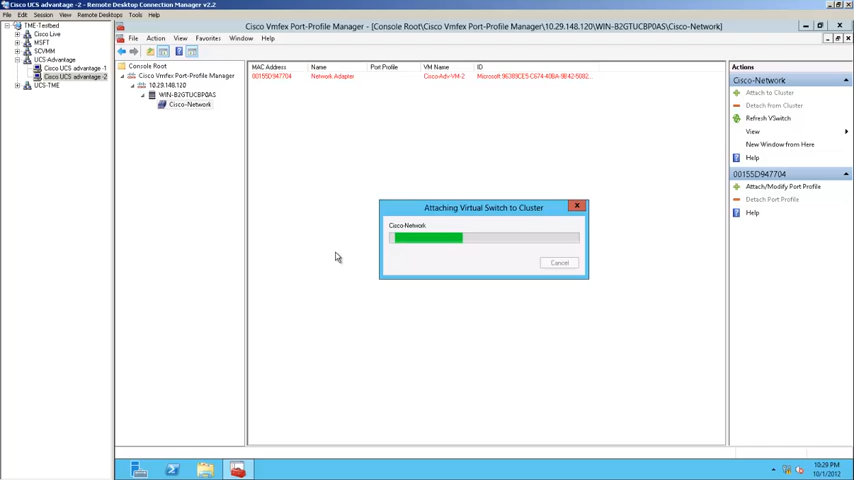 Cisco UCS advantage -2 - Remote Desktop Connection Manager v2.2
File Edit Session View Remote Desktops Tools Help
TME-Testbed
Cisco Live
MSFT
SCVMM
UCS-Advantage
Cisco UCS advantage -1
Cisco UCS advantage -2
UCS-TME
Cisco Vmfex Port-Profile Manager - [Console Root\Cisco Vmfex Port-Profile Manager\10.29.148.120\WIN-B2GTUCBP0AS\Cisco-Network]
File Action View Favorites Window Help
Console Root
Cisco Vmfex Port-Profile Manager
10.29.148.120
WIN-B2GTUCBP0AS
Cisco-Network
MAC Address Name Port Profile VM Name ID
00155D947704 Network Adapter Cisco-Adv-VM-2 Microsoft:96389CE5-C674-40BA-9B42-5082...
Attaching Virtual Switch to Cluster
Cisco-Network
Cancel
Actions
Cisco-Network
Attach to Cluster
Detach from Cluster
Refresh VSwitch
View
New Window from Here
Help
00155D947704
Attach/Modify Port Profile
Detach Port Profile
Help
10:29 PM
10/1/2012